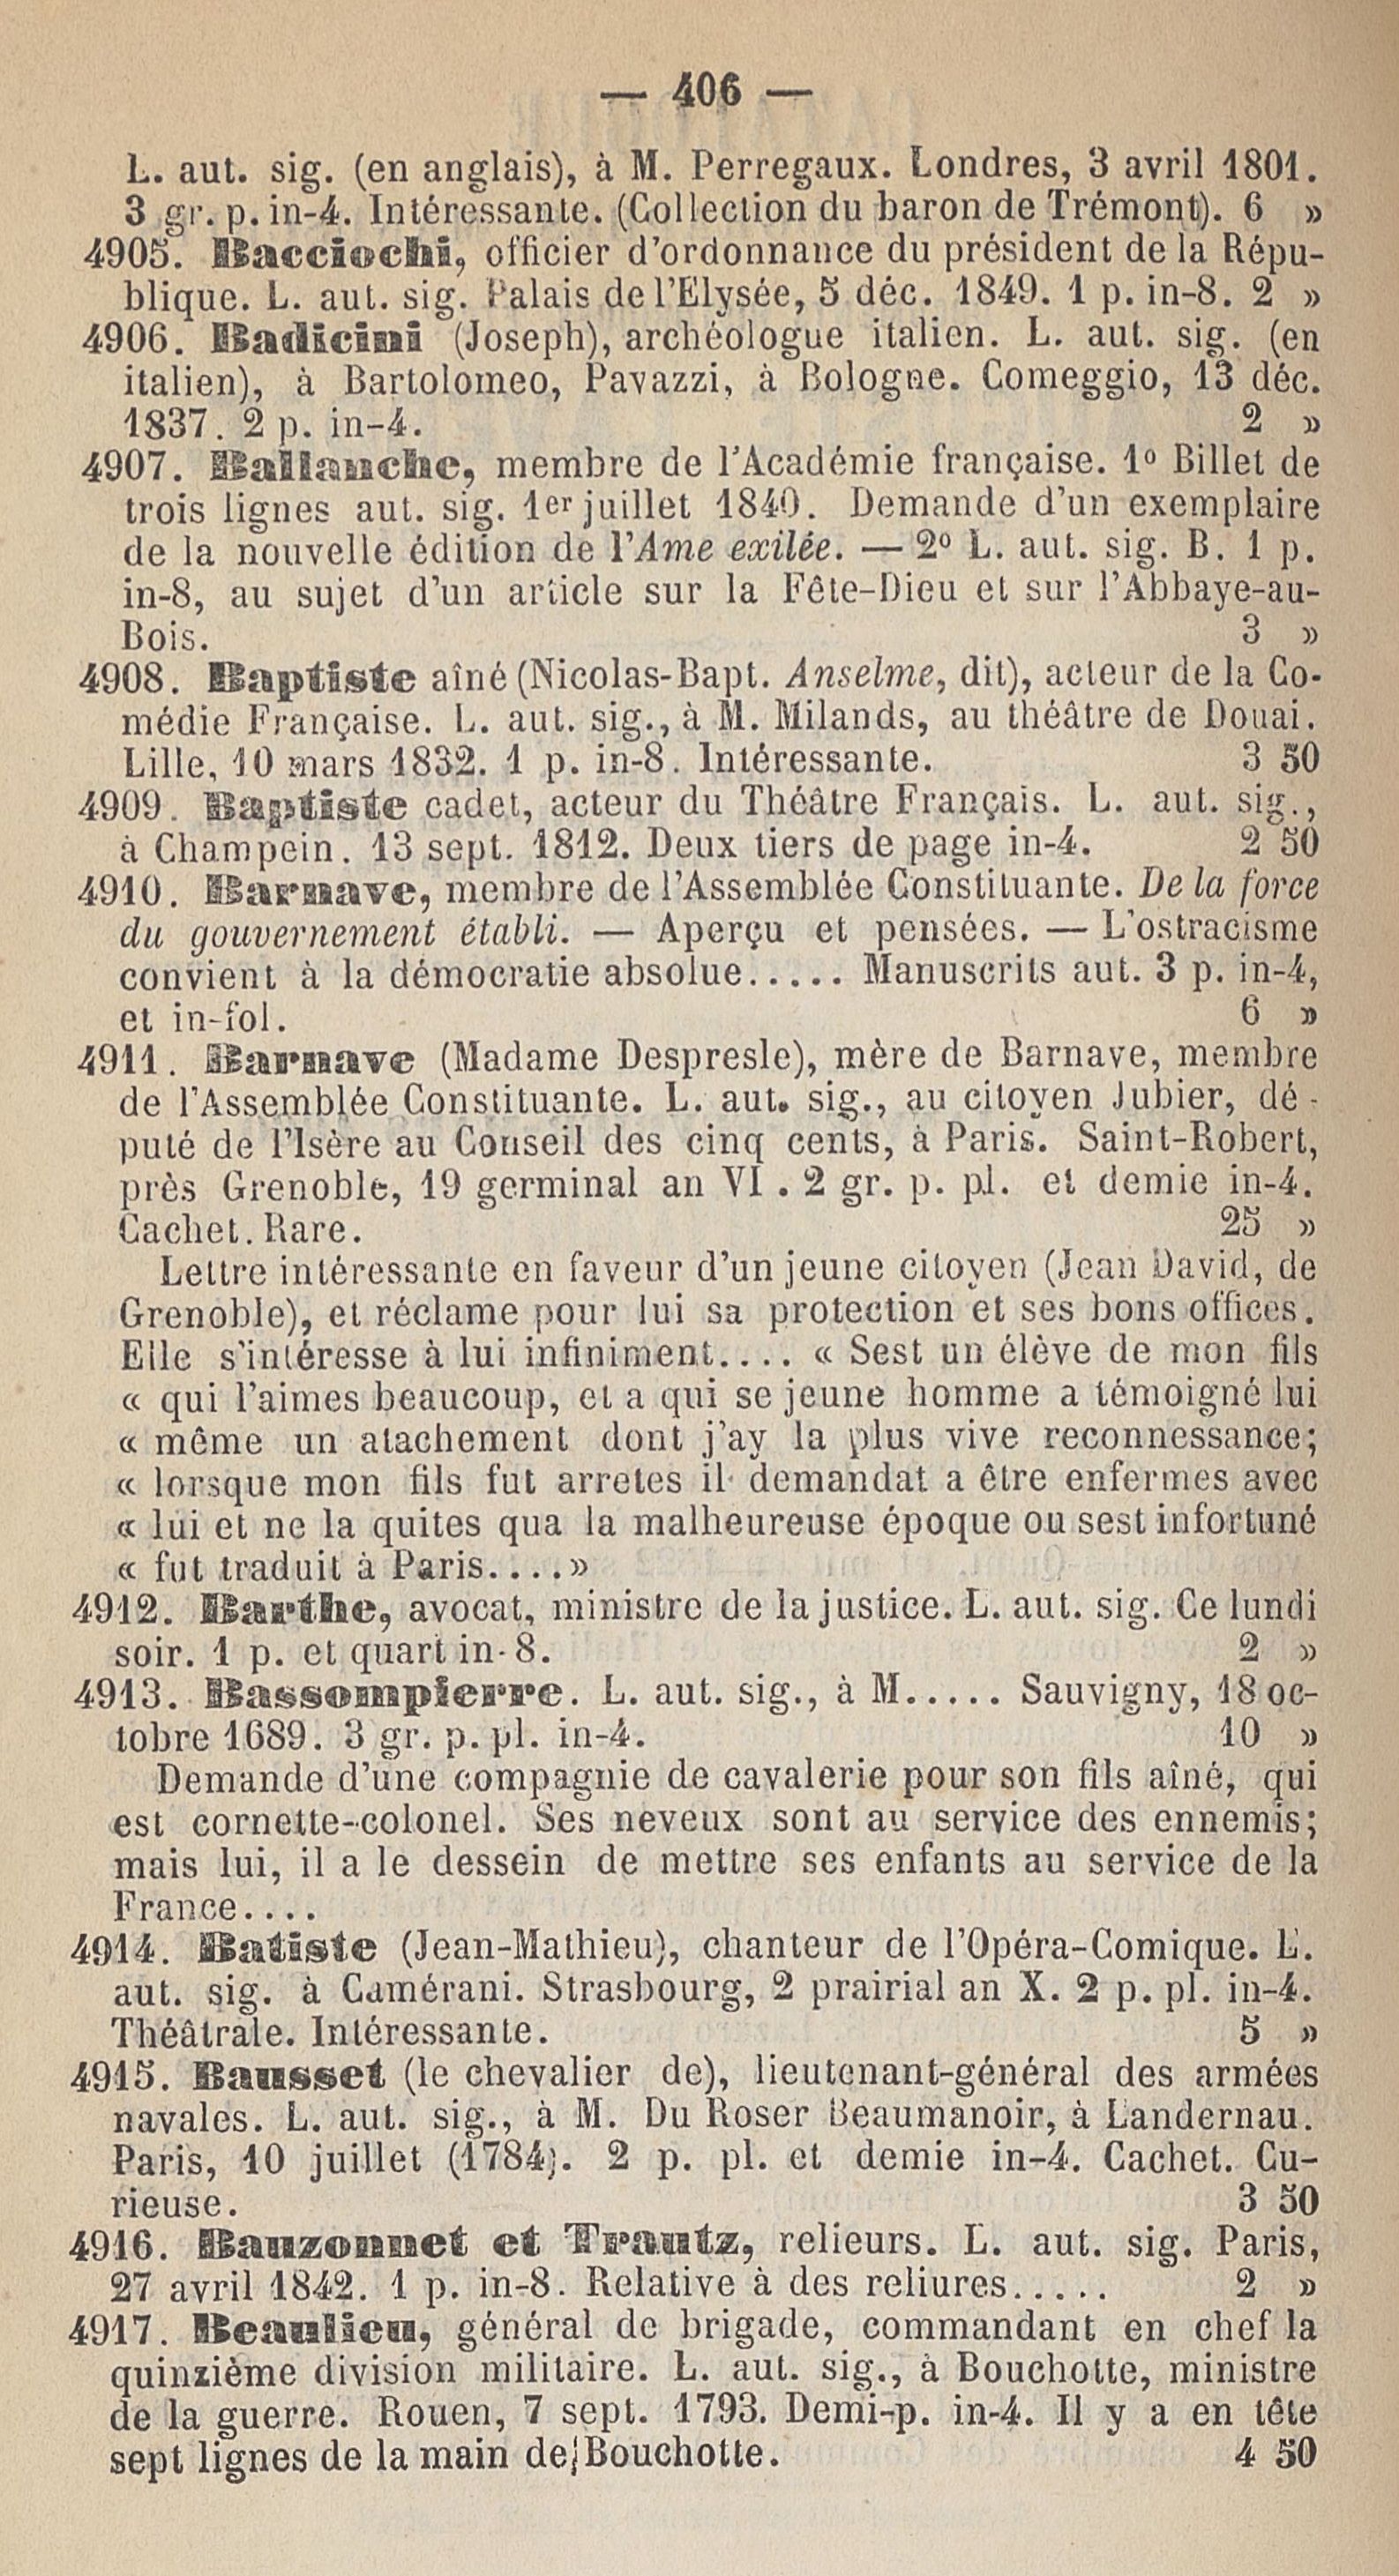 — 406 —
L. aut. sig. (en anglais), à M. Perregaux. Londres, 3 avril 1801.
3 gr. p. in-4. Intéressante. (Collection du baron de Trémont). 6 »
4905. Bacciochi, officier d'ordonnance du président de la Répu-
blique. L. aut. sig. Palais de l'Elysée, 5 déc. 1849. 1 p. in-8. 2 »
4906. Badicini (Joseph), archéologue italien. L. aut. sig. (en
italien), à Bartolomeo, Pavazzi, à Bologne. Comeggio, 13 déc.
1837. 2 p. in-4. 2 »
4907. Ballanche, membre de l'Académie française. 1º Billet de
trois lignes aut. sig. 1er juillet 1840. Demande d'un exemplaire
de la nouvelle édition de l'Ame exilée. — 2º L. aut. sig. B. 1 p.
in-8, au sujet d'un article sur la Fête-Dieu et sur l'Abbaye-au-
Bois. 3 »
4908. Baptiste aîné (Nicolas-Bapt. Anselme, dit), acteur de la Co-
médie Française. L. aut. sig., à M. Milands, au théâtre de Douai.
Lille, 10 mars 1832. 1 p. in-8. Intéressante. 3 50
4909. Baptiste cadet, acteur du Théâtre Français. L. aut. sig.,
à Champein. 13 sept. 1812. Deux tiers de page in-4. 2 50
4910. Barnave, membre de l'Assemblée Constituante. De la force
du gouvernement établi. — Aperçu et pensées. — L'ostracisme
convient à la démocratie absolue..... Manuscrits aut. 3 p. in-4,
et in-fol. 6 »
4911. Barnave (Madame Despresle), mère de Barnave, membre
de l'Assemblée Constituante. L. aut. sig., au citoyen Jubier, dé-
puté de l'Isère au Conseil des cinq cents, à Paris. Saint-Robert,
près Grenoble, 19 germinal an VI. 2 gr. p. pl. et demie in-4.
Cachet. Rare. 25 »
Lettre intéressante en faveur d'un jeune citoyen (Jean David, de
Grenoble), et réclame pour lui sa protection et ses bons offices.
Elle s'intéresse à lui infiniment.... « Sest un élève de mon fils
« qui l'aimes beaucoup, et a qui se jeune homme a témoigné lui
« même un atachement dont j'ay la plus vive reconnessance;
« lorsque mon fils fut arretes il demandat a être enfermes avec
« lui et ne la quites qua la malheureuse époque ou sest infortuné
« fut traduit à Paris....»
4912. Barthe, avocat, ministre de la justice. L. aut. sig. Ce lundi
soir. 1 p. et quart in-8. 2 »
4913. Bassompierre. L. aut. sig., à M..... Sauvigny, 18 oc-
tobre 1689. 3 gr. p. pl. in-4. 10 »
Demande d'une compagnie de cavalerie pour son fils aîné, qui
est cornette-colonel. Ses neveux sont au service des ennemis;
mais lui, il a le dessein de mettre ses enfants au service de la
France....
4914. Batiste (Jean-Mathieu), chanteur de l'Opéra-Comique. L.
aut. sig. à Camérani. Strasbourg, 2 prairial an X. 2 p. pl. in-4.
Théâtrale. Intéressante. 5 »
4915. Bausset (le chevalier de), lieutenant-général des armées
navales. L. aut. sig., à M. Du Roser Beaumanoir, à Landernau.
Paris, 10 juillet (1784). 2 p. pl. et demie in-4. Cachet. Cu-
rieuse. 3 50
4916. Bauzonnet et Trautz, relieurs. L. aut. sig. Paris,
27 avril 1842. 1 p. in-8. Relative à des reliures..... 2 »
4917. Beaulieu, général de brigade, commandant en chef la
quinzième division militaire. L. aut. sig., à Bouchotte, ministre
de la guerre. Rouen, 7 sept. 1793. Demi-p. in-4. Il y a en tête
sept lignes de la main de Bouchotte. 4 50